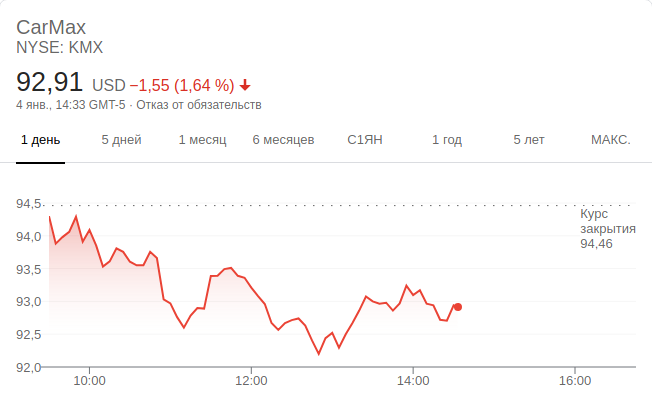 CarMax
NYSE: KMX
92,91 USD −1,55 (1,64 %)
4 янв., 14:33 GMT-5 · Отказ от обязательств
1 день 5 дней 1 месяц 6 месяцев С1ЯН 1 год 5 лет МАКС.
94,5
Курс
закрытия
94,46
94,0
93,5
93,0
92,5
92,0
10:00 12:00 14:00 16:00